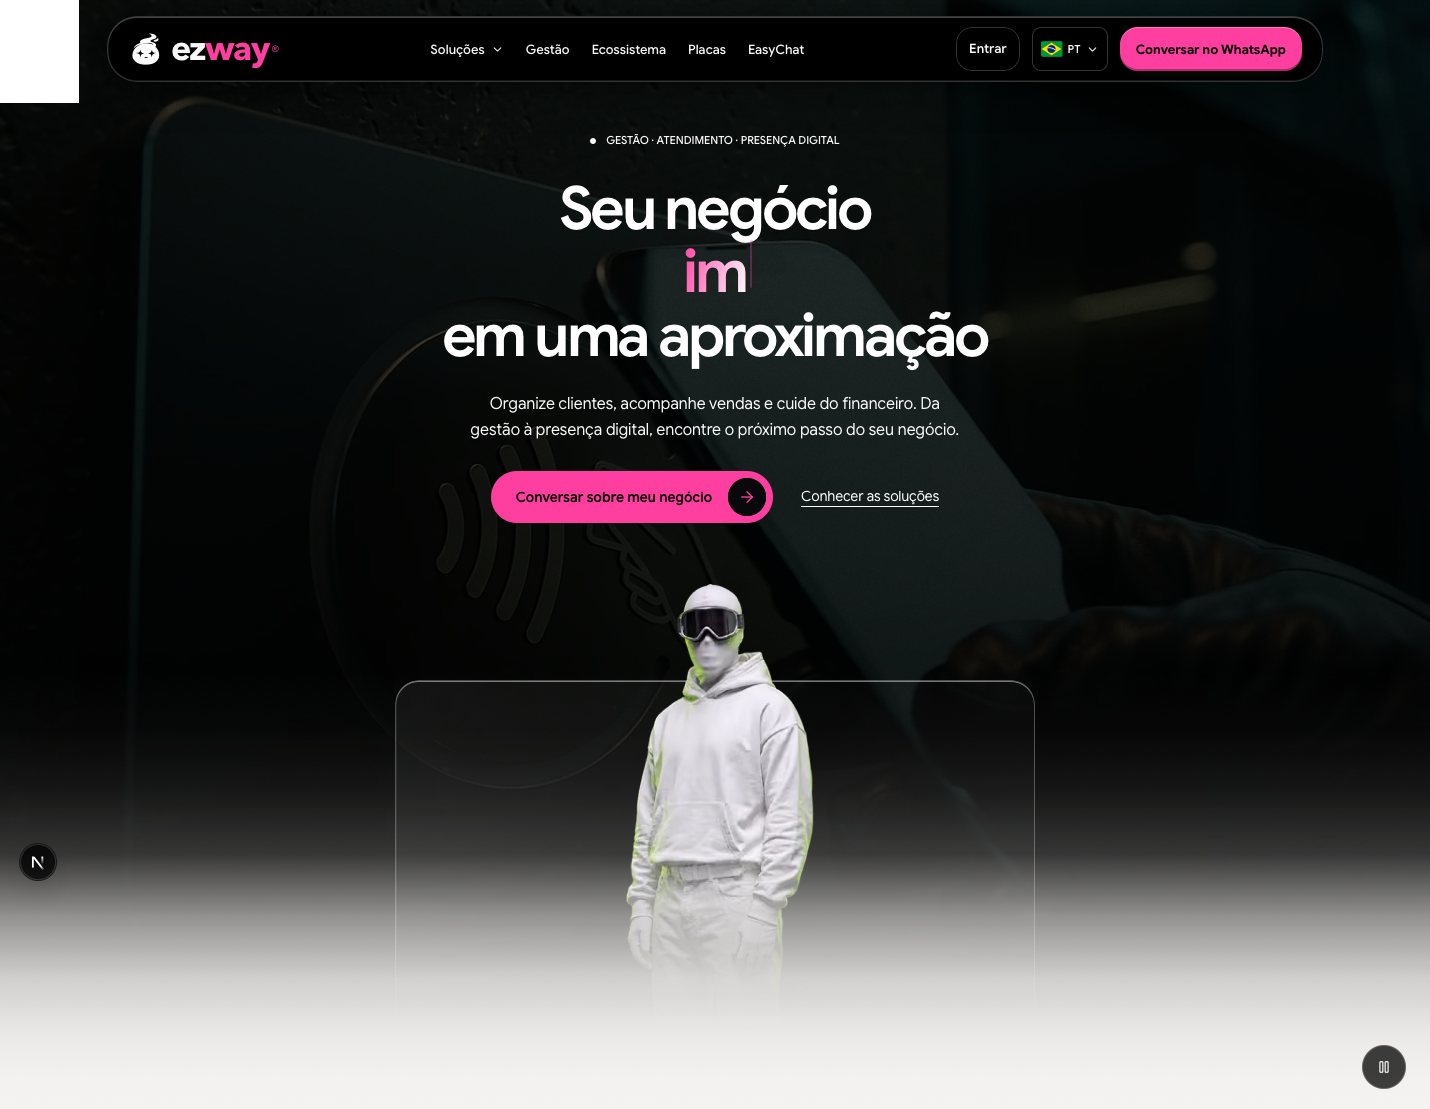 ezway®
Soluções
Gestão
Ecossistema
Placas
EasyChat
Entrar
PT
Conversar no WhatsApp
GESTÃO · ATENDIMENTO · PRESENÇA DIGITAL
Seu negócio
im
em uma aproximação
Organize clientes, acompanhe vendas e cuide do financeiro. Da
gestão à presença digital, encontre o próximo passo do seu negócio.
Conversar sobre meu negócio
Conhecer as soluções
N